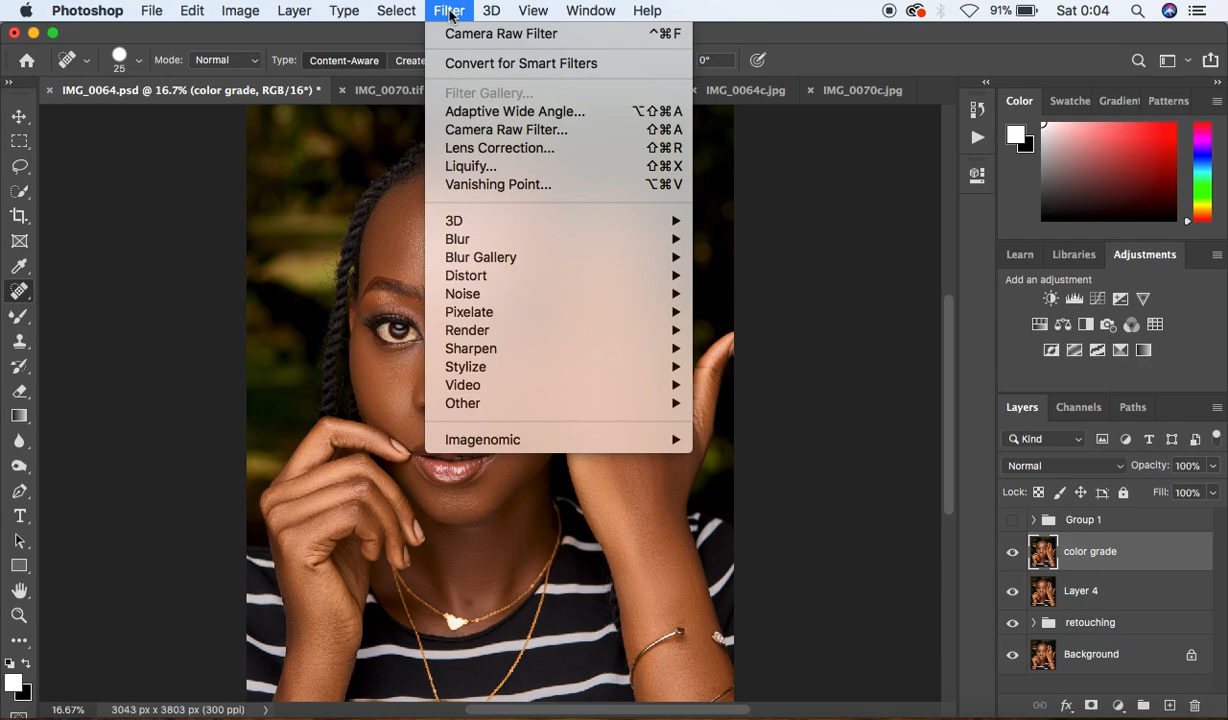 Photoshop File Edit Image Layer Type Select Filter 3D View Window Help 91% Sat 0:04
25 Mode: Normal Type: Content-Aware Create 0°
× IMG_0064.psd @ 16.7% (color grade, RGB/16*) * × IMG_0070.tif _0064c.jpg × IMG_0070c.jpg
Camera Raw Filter ^⌘F
Convert for Smart Filters
Filter Gallery...
Adaptive Wide Angle... ⌥⇧⌘A
Camera Raw Filter... ⇧⌘A
Lens Correction... ⇧⌘R
Liquify... ⇧⌘X
Vanishing Point... ⌥⌘V
3D
Blur
Blur Gallery
Distort
Noise
Pixelate
Render
Sharpen
Stylize
Video
Other
Imagenomic
Color Swatche Gradient Patterns
Learn Libraries Adjustments
Add an adjustment
Layers Channels Paths
Kind
Normal Opacity: 100%
Lock: Fill: 100%
Group 1
color grade
Layer 4
retouching
Background
16.67% 3043 px x 3803 px (300 ppi)